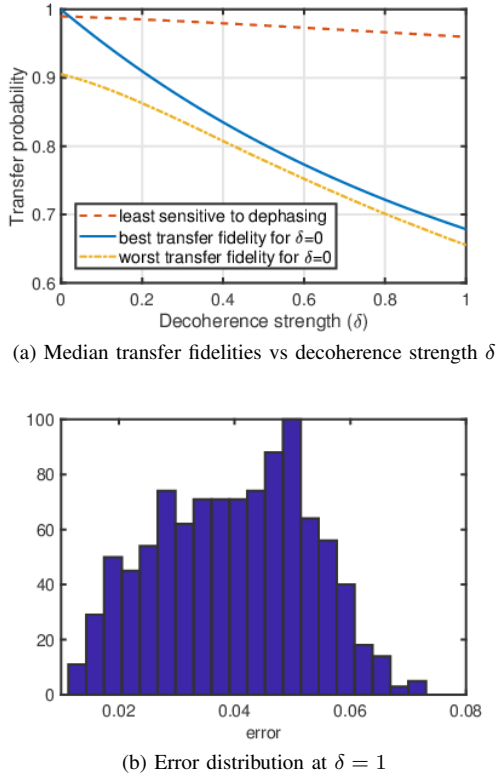 1
0.9
0.8
0.7
0.6
Transfer probability
least sensitive to dephasing
best transfer fidelity for δ=0
worst transfer fidelity for δ=0
0 0.2 0.4 0.6 0.8 1
Decoherence strength (δ)
(a) Median transfer fidelities vs decoherence strength δ
100
80
60
40
20
0
0.02 0.04 0.06 0.08
error
(b) Error distribution at δ = 1